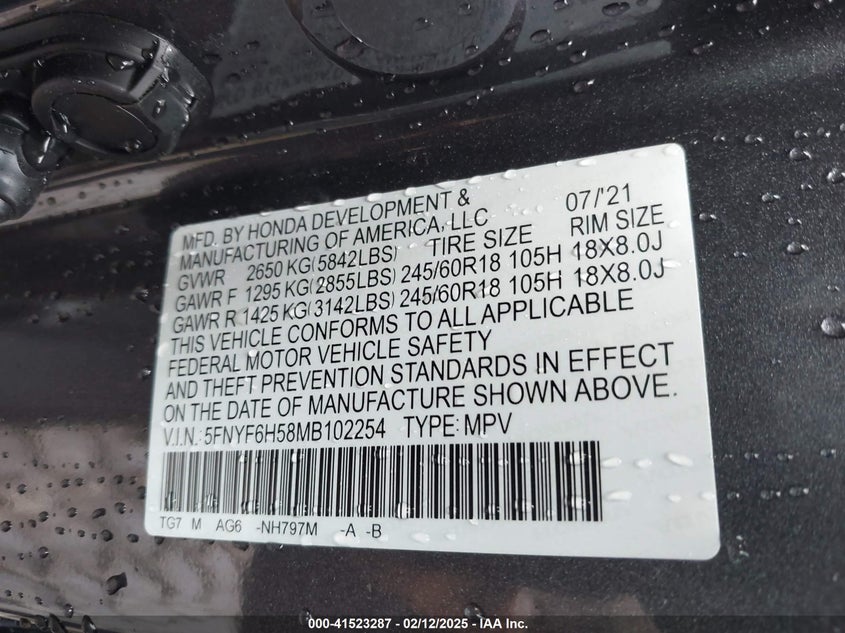 MFD. BY HONDA DEVELOPMENT & 07/'21
MANUFACTURING OF AMERICA, LLC
GVWR 2650 KG(5842LBS) TIRE SIZE RIM SIZE
GAWR F 1295 KG(2855LBS) 245/60R18 105H 18X8.0J
GAWR R 1425 KG(3142LBS) 245/60R18 105H 18X8.0J
THIS VEHICLE CONFORMS TO ALL APPLICABLE
FEDERAL MOTOR VEHICLE SAFETY
AND THEFT PREVENTION STANDARDS IN EFFECT
ON THE DATE OF MANUFACTURE SHOWN ABOVE.
V.I.N.: 5FNYF6H58MB102254 TYPE: MPV
TG7 M AG6 -NH797M -A -B
000-41523287 - 02/12/2025 - IAA Inc.